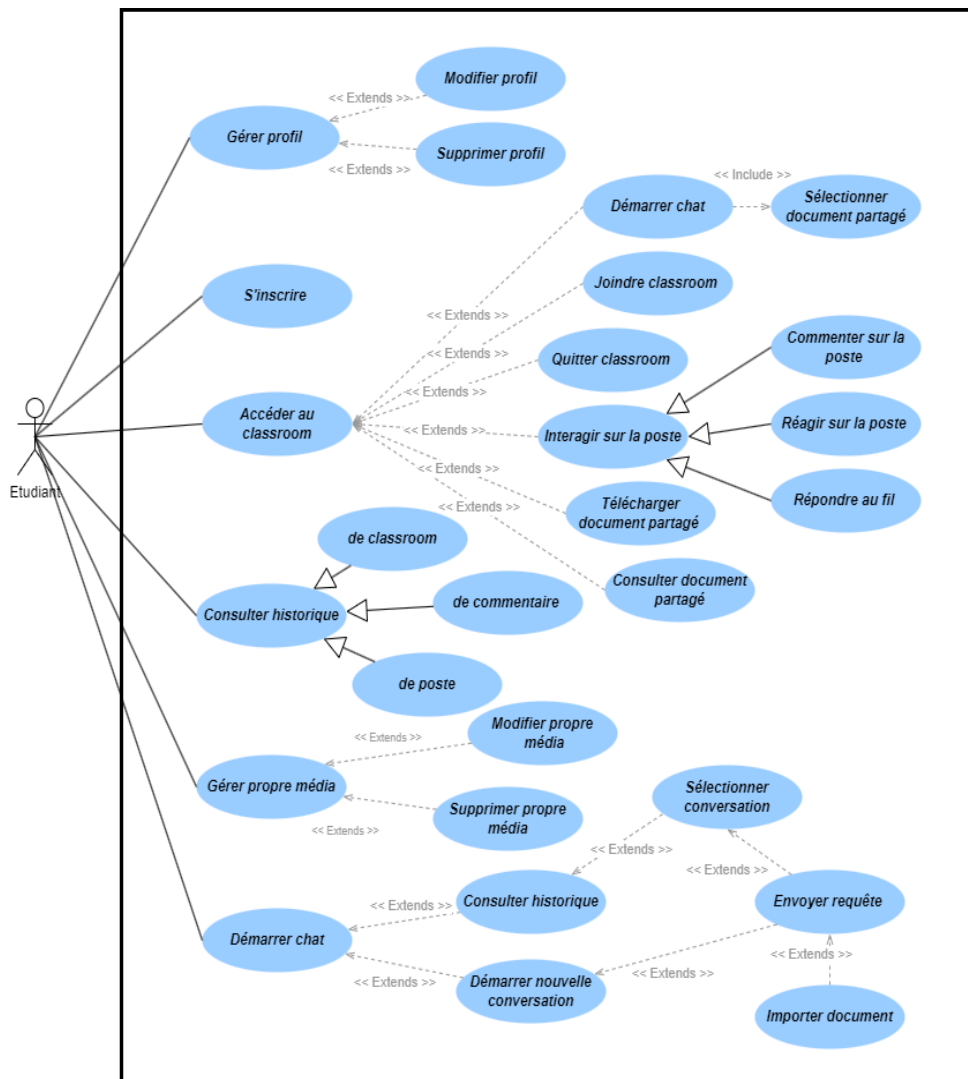 Modifier profil
<< Extends >>
Gérer profil
Supprimer profil
<< Extends >>
<< Include >>
Démarrer chat
Sélectionner
document partagé
S'inscrire
Joindre classroom
<< Extends >>
<< Extends >>
Commenter sur la
poste
Quitter classroom
<< Extends >>
Accéder au
classroom
<< Extends >>
Interagir sur la poste
Réagir sur la poste
<< Extends >>
Etudiant
Répondre au fil
<< Extends >>
Télécharger
document partagé
de classroom
Consulter document
partagé
Consulter historique
de commentaire
de poste
Modifier propre
média
<< Extends >>
Gérer propre média
Sélectionner
conversation
Supprimer propre
média
<< Extends >>
<< Extends >>
<< Extends >>
Consulter historique
Envoyer requête
<< Extends >>
Démarrer chat
<< Extends >>
<< Extends >>
<< Extends >>
Démarrer nouvelle
conversation
Importer document